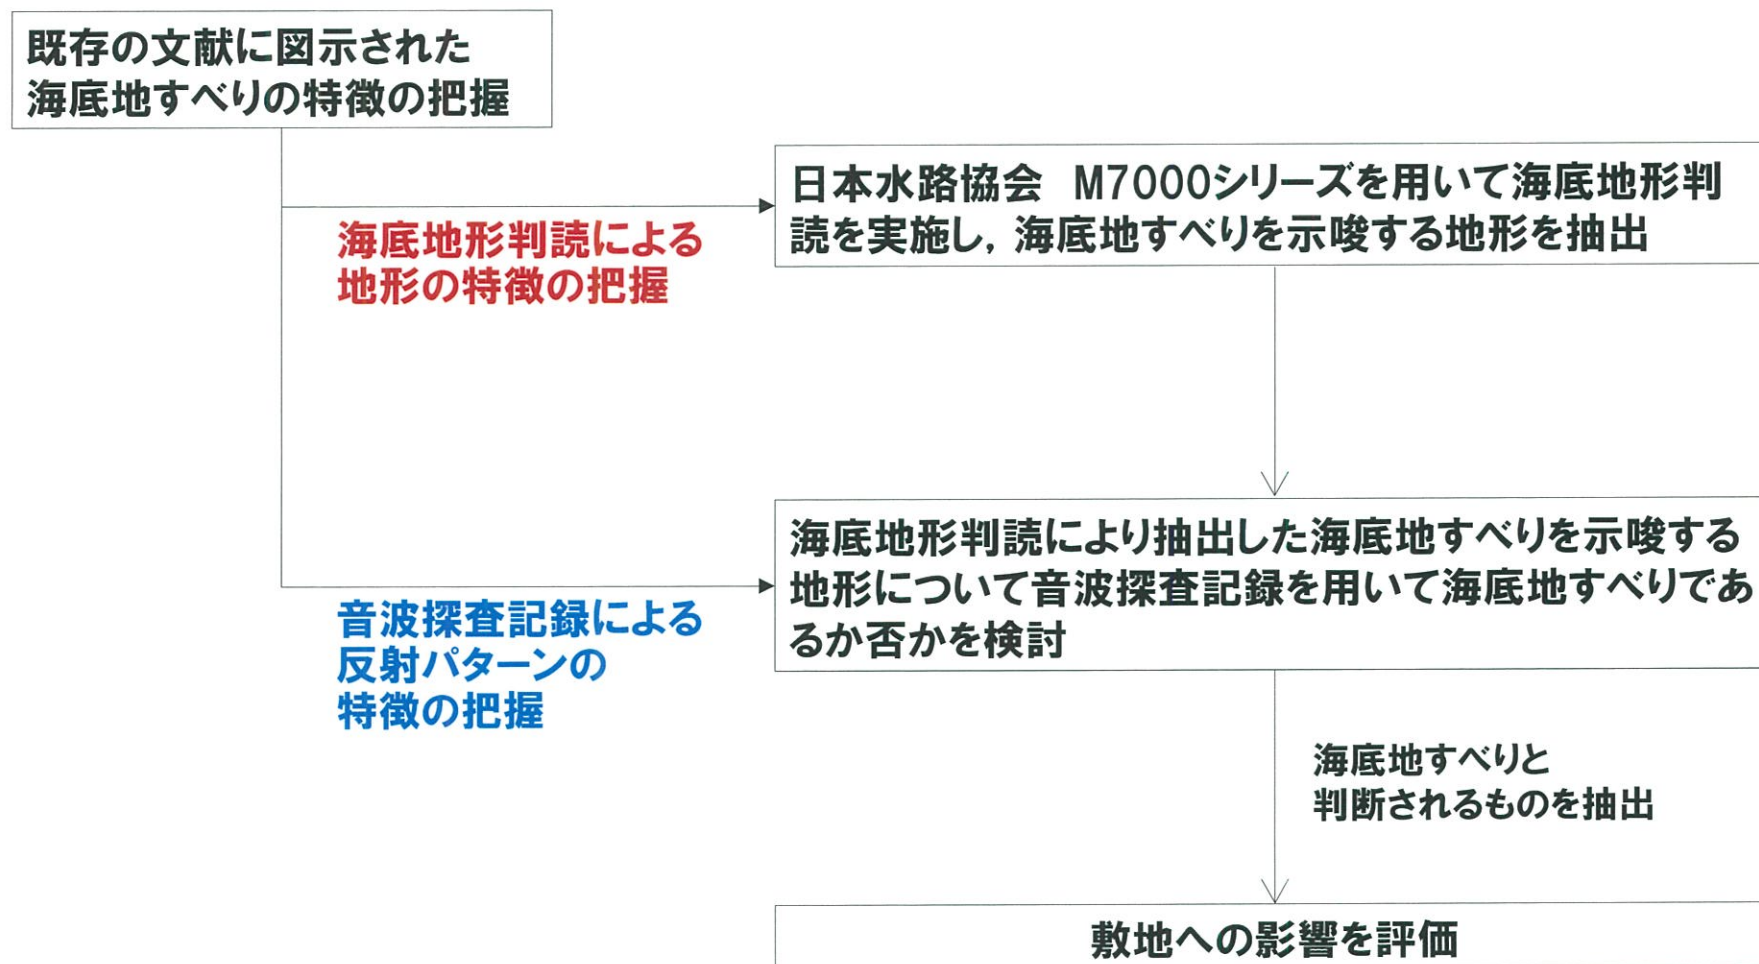 既存の文献に図示された
海底地すべりの特徴の把握
日本水路協会　M7000シリーズを用いて海底地形判
読を実施し，海底地すべりを示唆する地形を抽出
海底地形判読による
地形の特徴の把握
海底地形判読により抽出した海底地すべりを示唆する
地形について音波探査記録を用いて海底地すべりであ
るか否かを検討
音波探査記録による
反射パターンの
特徴の把握
海底地すべりと
判断されるものを抽出
敷地への影響を評価